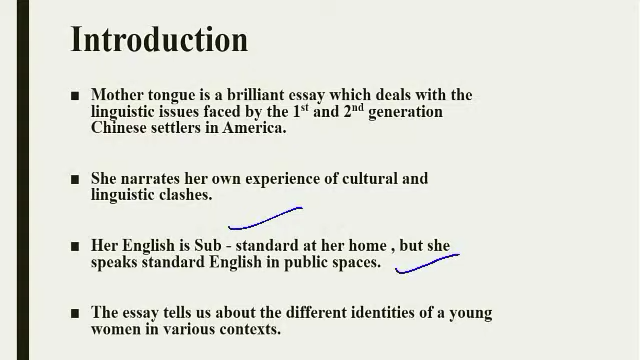 Introduction
■ Mother tongue is a brilliant essay which deals with the
linguistic issues faced by the 1st and 2nd generation
Chinese settlers in America.
■ She narrates her own experience of cultural and
linguistic clashes.
■ Her English is Sub - standard at her home , but she
speaks standard English in public spaces.
■ The essay tells us about the different identities of a young
women in various contexts.